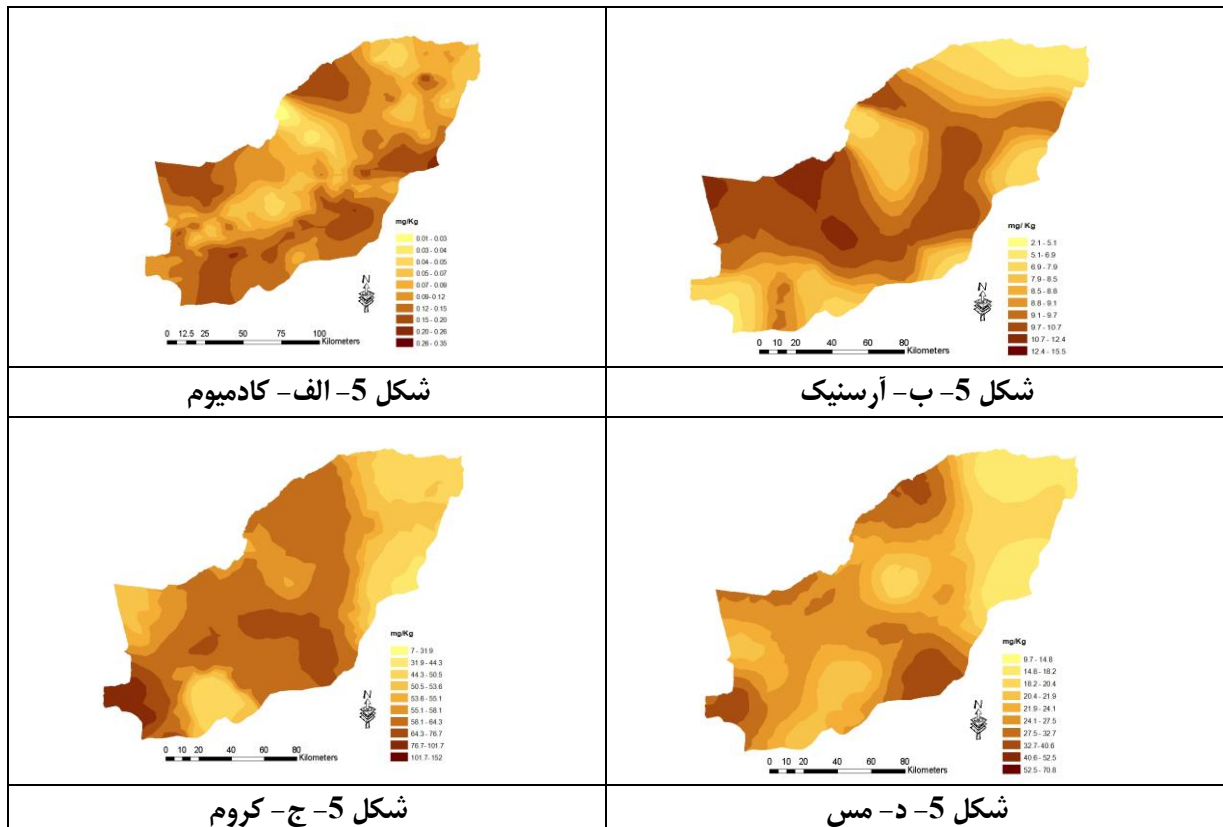 mg/Kg
0.01 - 0.03
0.03 - 0.04
0.04 - 0.05
0.05 - 0.07
0.07 - 0.09
0.09 - 0.12
0.12 - 0.15
0.15 - 0.20
0.20 - 0.26
0.26 - 0.35
N
0 12.5 25 50 75 100
Kilometers
mg/ Kg
2.1 - 5.1
5.1- 6.9
6.9 - 7.9
7.9 - 8.5
8.5 - 8.8
8.8 - 9.1
9.1 - 9.7
9.7 - 10.7
10.7 - 12.4
12.4 - 15.5
N
0 10 20 40 60 80
Kilometers
شکل 5- الف- کادمیوم
شکل 5- ب- آرسنیک
mg/Kg
7 - 31.9
31.9 - 44.3
44.3 - 50.5
50.5 - 53.6
53.6 - 55.1
55.1 - 58.1
58.1 - 64.3
64.3 - 76.7
76.7- 101.7
101.7- 152
N
0 10 20 40 60 80
Kilometers
mg/Kg
9.7 - 14.8
14.8 - 18.2
18.2 - 20.4
20.4 - 21.9
21.9 - 24.1
24.1 - 27.5
27.5 - 32.7
32.7 - 40.6
40.6 - 52.5
52.5 - 70.8
N
0 10 20 40 60 80
Kilometers
شکل 5- ج- کروم
شکل 5- د- مس